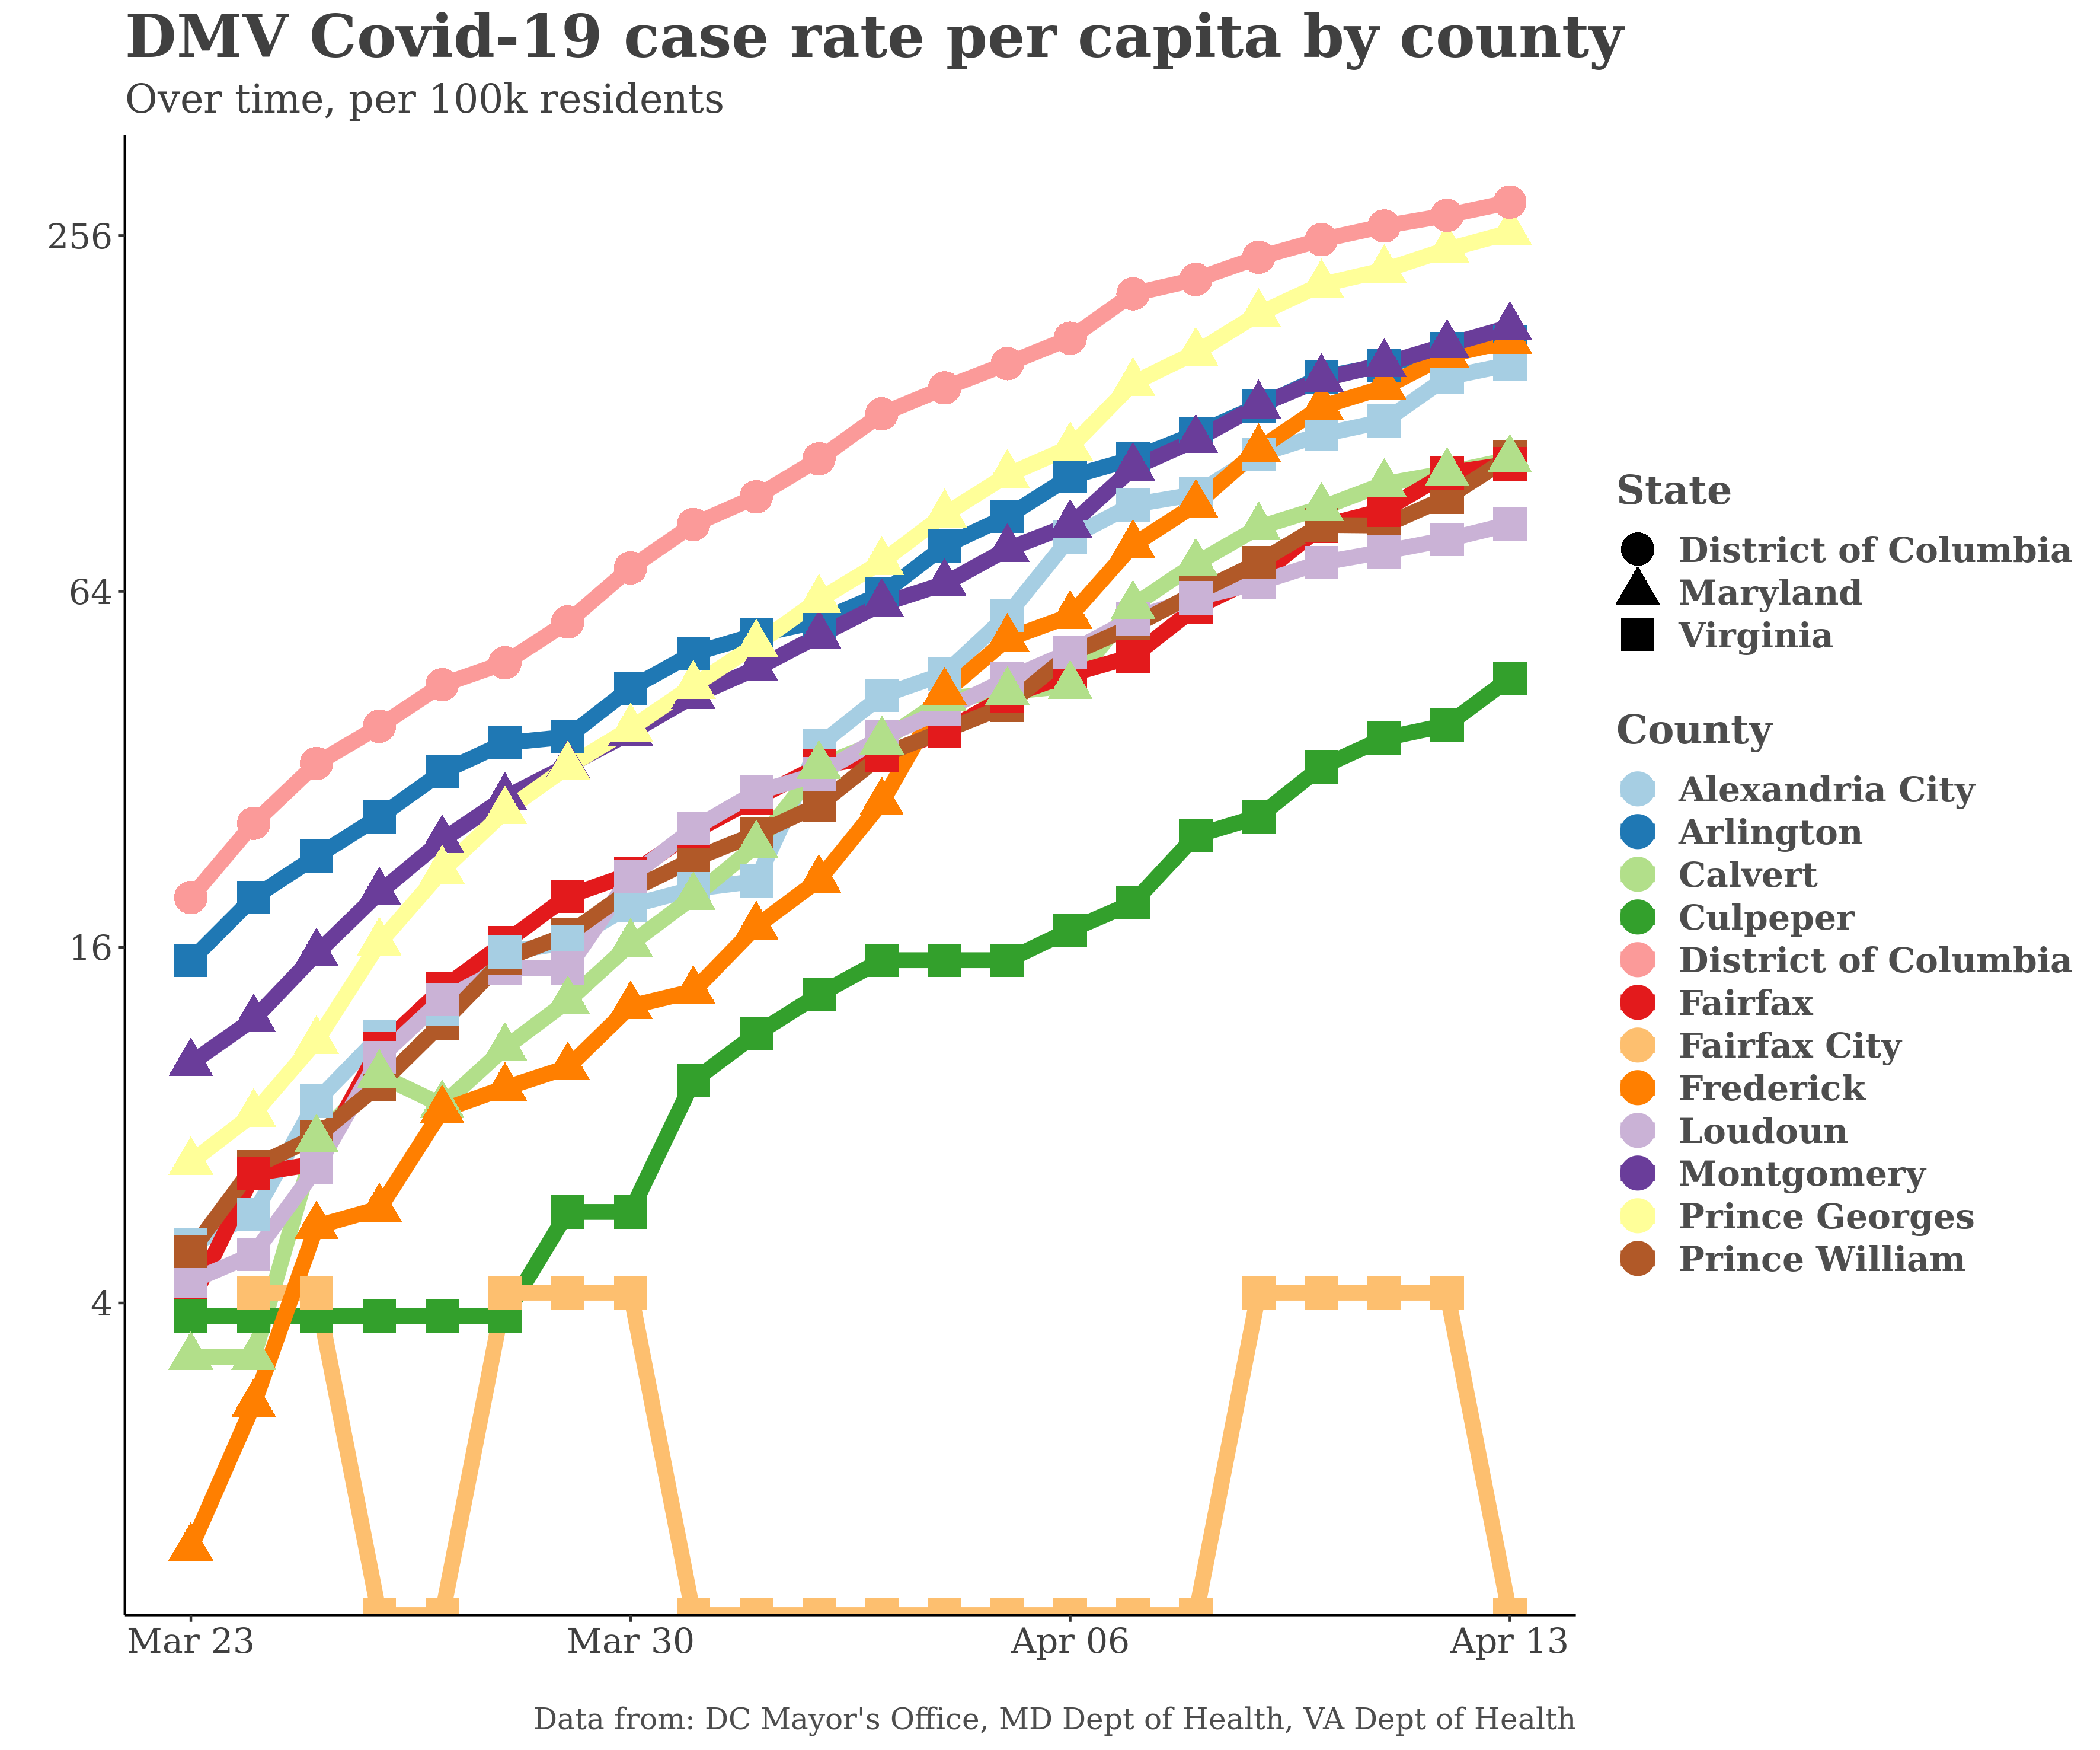 DMV Covid-19 case rate per capita by county
Over time, per 100k residents
256
64
16
4
Mar 23
Mar 30
Apr 06
Apr 13
State
District of Columbia
Maryland
Virginia
County
Alexandria City
Arlington
Calvert
Culpeper
District of Columbia
Fairfax
Fairfax City
Frederick
Loudoun
Montgomery
Prince Georges
Prince William
Data from: DC Mayor's Office, MD Dept of Health, VA Dept of Health